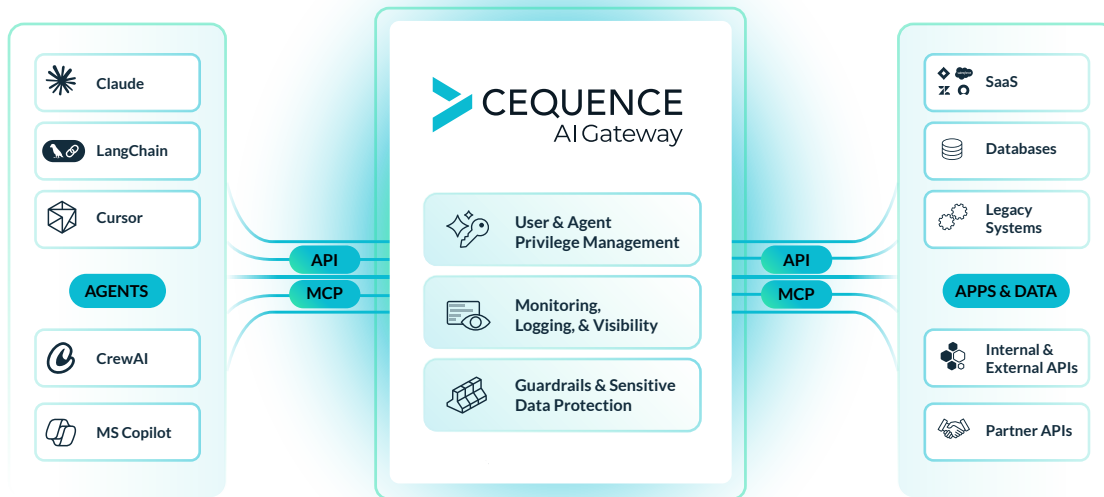 Claude
LangChain
Cursor
AGENTS
CrewAI
MS Copilot
API
MCP
CEQUENCE
AI Gateway
User & Agent
Privilege Management
Monitoring,
Logging, & Visibility
Guardrails & Sensitive
Data Protection
API
MCP
SaaS
Databases
Legacy
Systems
APPS & DATA
Internal &
External APIs
Partner APIs